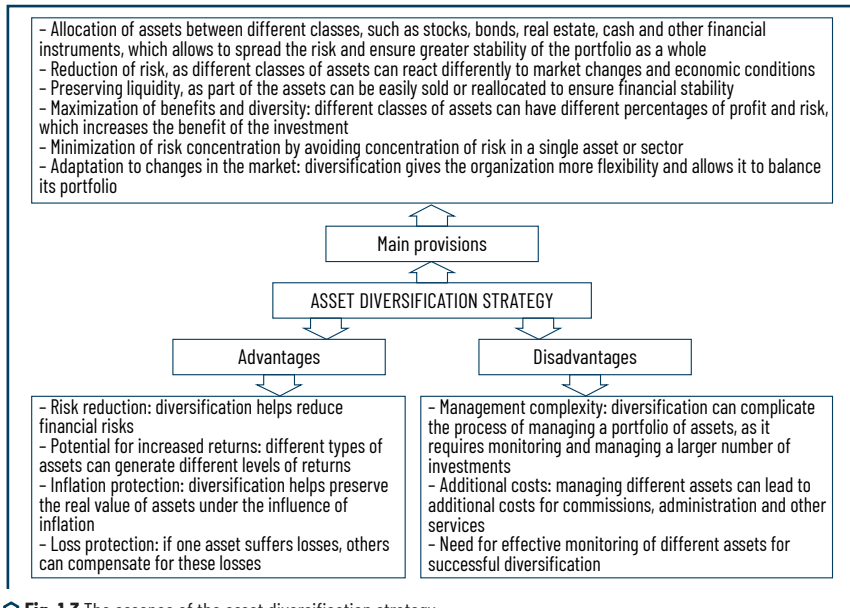 – Allocation of assets between different classes, such as stocks, bonds, real estate, cash and other financial
instruments, which allows to spread the risk and ensure greater stability of the portfolio as a whole
– Reduction of risk, as different classes of assets can react differently to market changes and economic conditions
– Preserving liquidity, as part of the assets can be easily sold or reallocated to ensure financial stability
– Maximization of benefits and diversity: different classes of assets can have different percentages of profit and risk,
which increases the benefit of the investment
– Minimization of risk concentration by avoiding concentration of risk in a single asset or sector
– Adaptation to changes in the market: diversification gives the organization more flexibility and allows it to balance
its portfolio
Main provisions
ASSET DIVERSIFICATION STRATEGY
Advantages
Disadvantages
– Risk reduction: diversification helps reduce
financial risks
– Potential for increased returns: different types of
assets can generate different levels of returns
– Inflation protection: diversification helps preserve
the real value of assets under the influence of
inflation
– Loss protection: if one asset suffers losses, others
can compensate for these losses
– Management complexity: diversification can complicate
the process of managing a portfolio of assets, as it
requires monitoring and managing a larger number of
investments
– Additional costs: managing different assets can lead to
additional costs for commissions, administration and other
services
– Need for effective monitoring of different assets for
successful diversification
Fig. 1.3 The essence of the asset diversification strategy